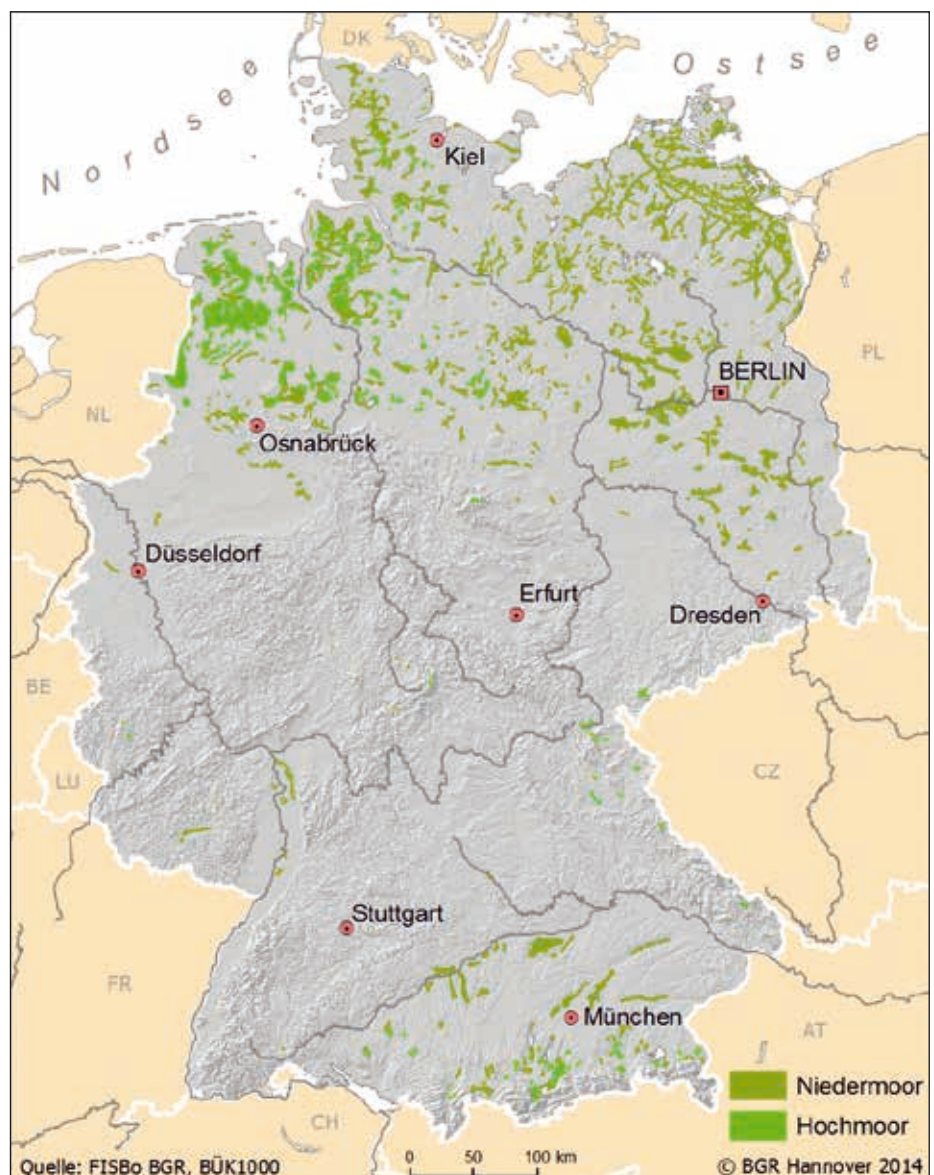 DK
Nordsee
Ostsee
Kiel
PL
BERLIN
NL
Osnabrück
Düsseldorf
Erfurt
Dresden
BE
LU
CZ
Stuttgart
FR
München
AT
Niedermoor
CH
Hochmoor
Quelle: FISBo BGR, BÜK1000
0 50 100 km
© BGR Hannover 2014